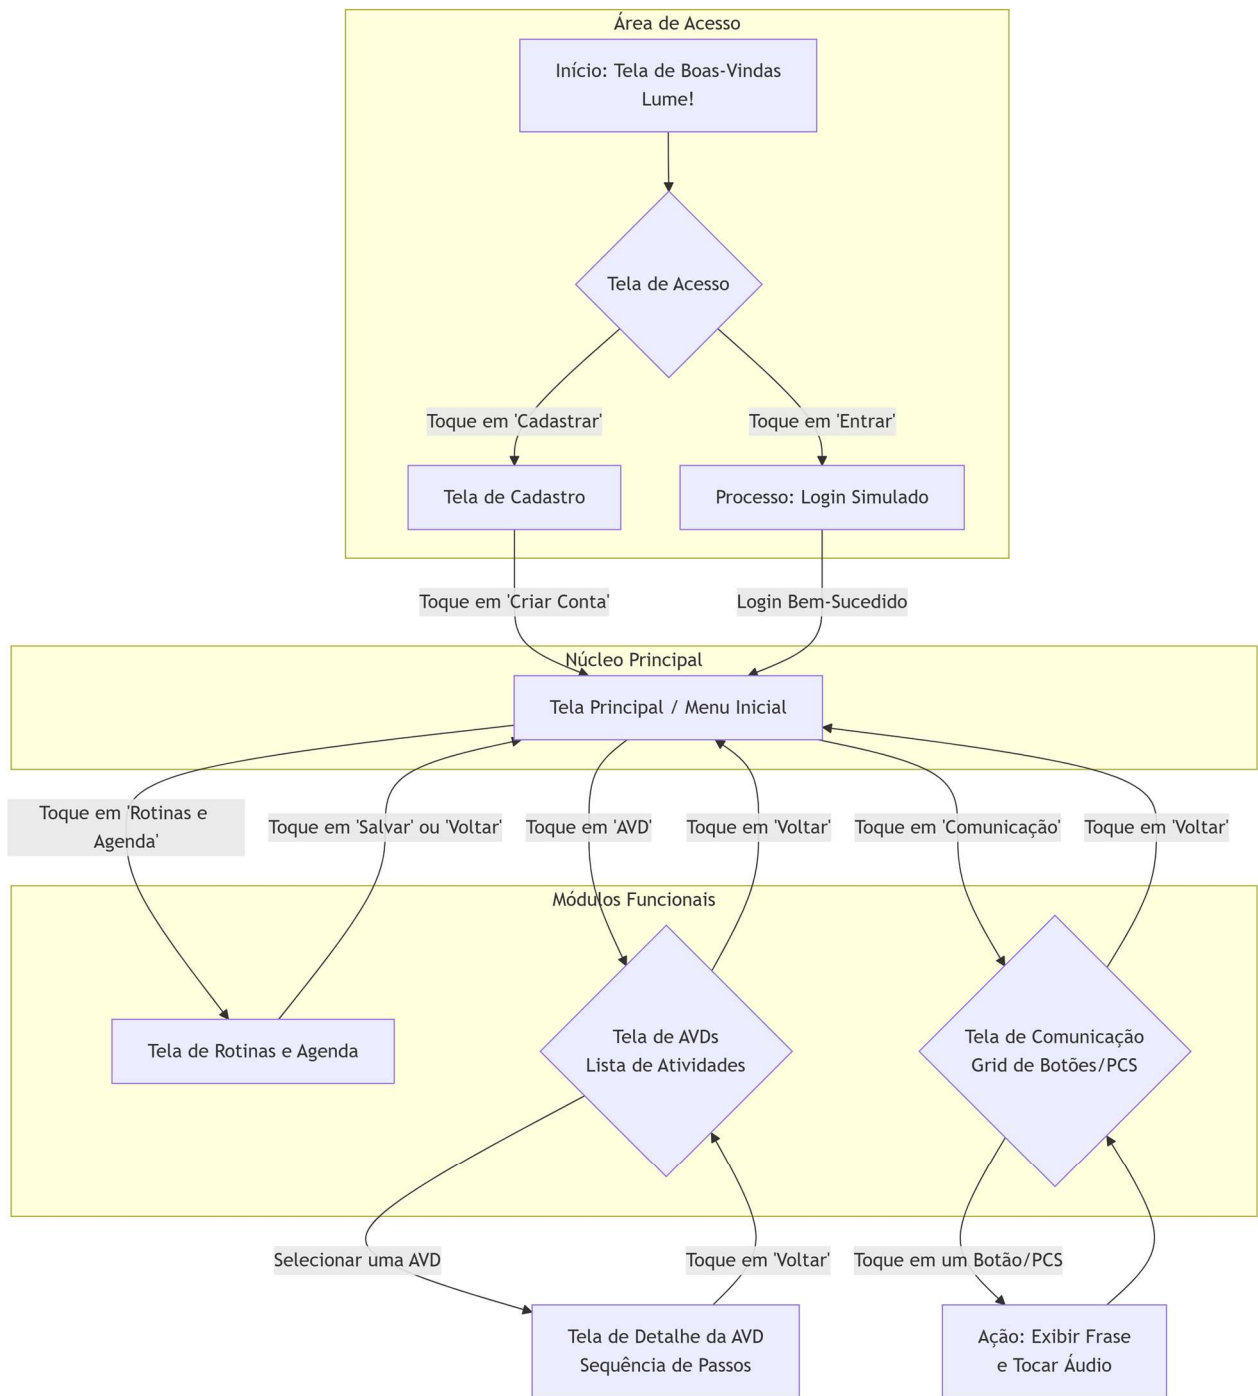 Área de Acesso
Início: Tela de Boas-Vindas
Lume!
Tela de Acesso
Toque em 'Cadastrar'
Toque em 'Entrar'
Tela de Cadastro
Processo: Login Simulado
Toque em 'Criar Conta'
Login Bem-Sucedido
Núcleo Principal
Tela Principal / Menu Inicial
Toque em 'Rotinas e
Agenda'
Toque em 'Salvar' ou 'Voltar'
Toque em 'AVD'
Toque em 'Voltar'
Toque em 'Comunicação'
Toque em 'Voltar'
Módulos Funcionais
Tela de Rotinas e Agenda
Tela de AVDs
Lista de Atividades
Tela de Comunicação
Grid de Botões/PCS
Selecionar uma AVD
Toque em 'Voltar'
Toque em um Botão/PCS
Tela de Detalhe da AVD
Sequência de Passos
Ação: Exibir Frase
e Tocar Áudio